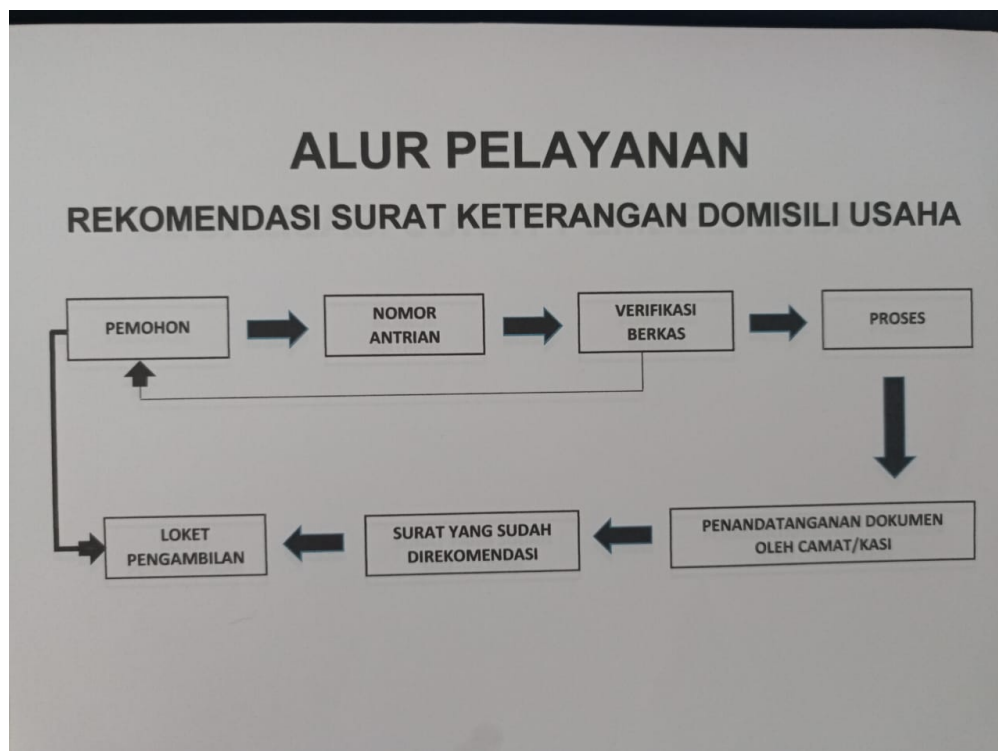 ALUR PELAYANAN
REKOMENDASI SURAT KETERANGAN DOMISILI USAHA
PEMOHON
NOMOR
ANTRIAN
VERIFIKASI
BERKAS
PROSES
PENANDATANGANAN DOKUMEN
OLEH CAMAT/KASI
SURAT YANG SUDAH
DIREKOMENDASI
LOKET
PENGAMBILAN